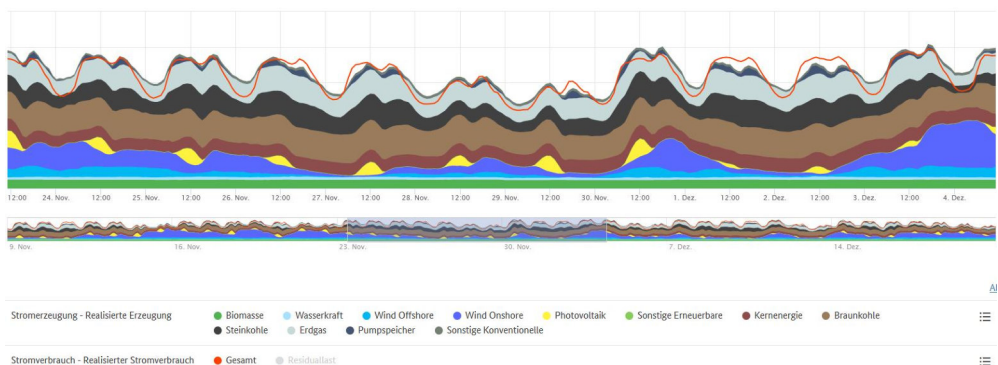 12:00 24. Nov. 12:00 25. Nov. 12:00 26. Nov. 12:00 27. Nov. 12:00 28. Nov. 12:00 29. Nov. 12:00 30. Nov. 12:00 1. Dez. 12:00 2. Dez. 12:00 3. Dez. 12:00 4. Dez.
9. Nov. 16. Nov. 23. Nov. 30. Nov. 7. Dez. 14. Dez.
Stromerzeugung - Realisierte Erzeugung Biomasse Wasserkraft Wind Offshore Wind Onshore Photovoltaik Sonstige Erneuerbare Kernenergie Braunkohle
Steinkohle Erdgas Pumpspeicher Sonstige Konventionelle
Stromverbrauch - Realisierter Stromverbrauch Gesamt Residuallast